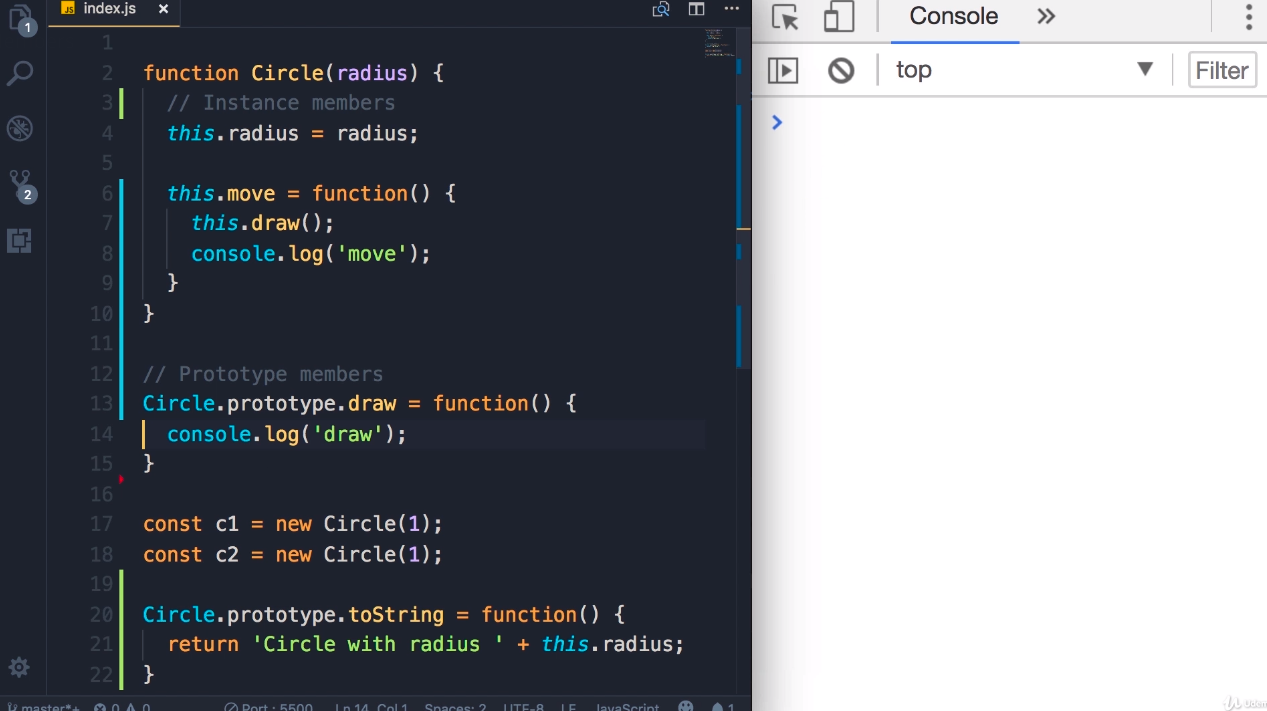 index.js
1
2 function Circle(radius) {
3 // Instance members
4 this.radius = radius;
5
6 this.move = function() {
7 this.draw();
8 console.log('move');
9 }
10 }
11
12 // Prototype members
13 Circle.prototype.draw = function() {
14 console.log('draw');
15 }
16
17 const c1 = new Circle(1);
18 const c2 = new Circle(1);
19
20 Circle.prototype.toString = function() {
21 return 'Circle with radius ' + this.radius;
22 }
1
2
JS
master*+ 0 0 Port : 5500 Ln 14, Col 1 Spaces: 2 UTF-8 LF JavaScript 1
Console
top
Filter